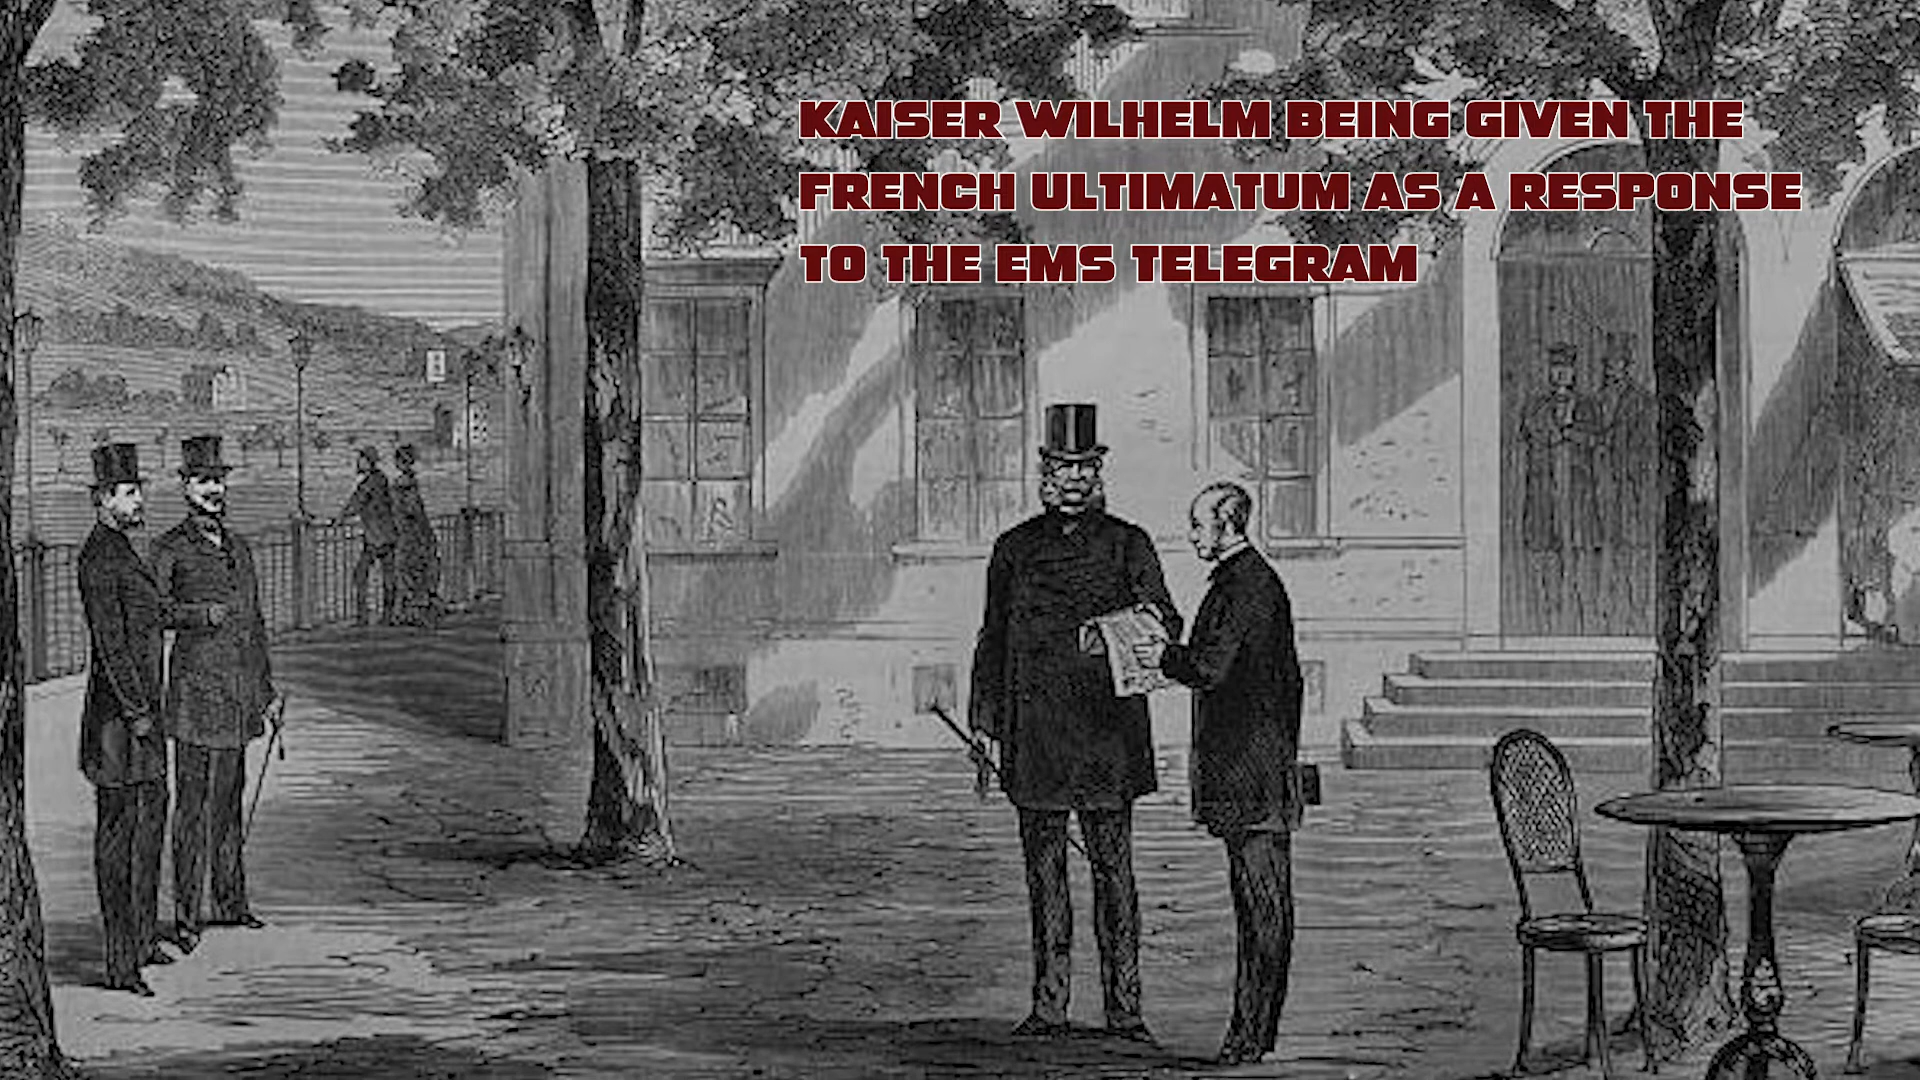 KAISER WILHELM BEING GIVEN THE
FRENCH ULTIMATUM AS A RESPONSE
TO THE EMS TELEGRAM